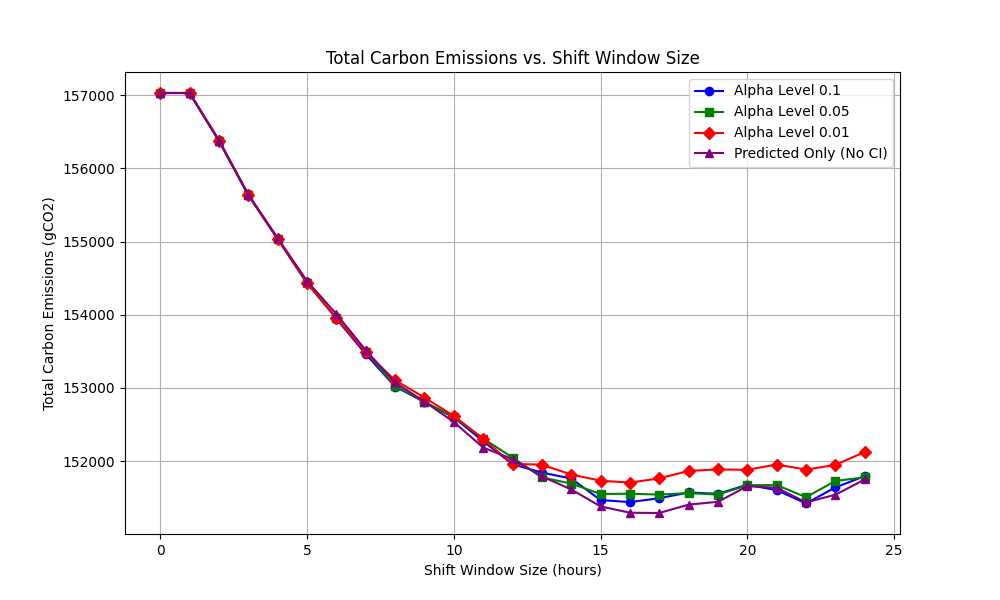 Total Carbon Emissions vs. Shift Window Size
Alpha Level 0.1
Alpha Level 0.05
Alpha Level 0.01
Predicted Only (No CI)
Total Carbon Emissions (gCO2)
157000
156000
155000
154000
153000
152000
0 5 10 15 20 25
Shift Window Size (hours)